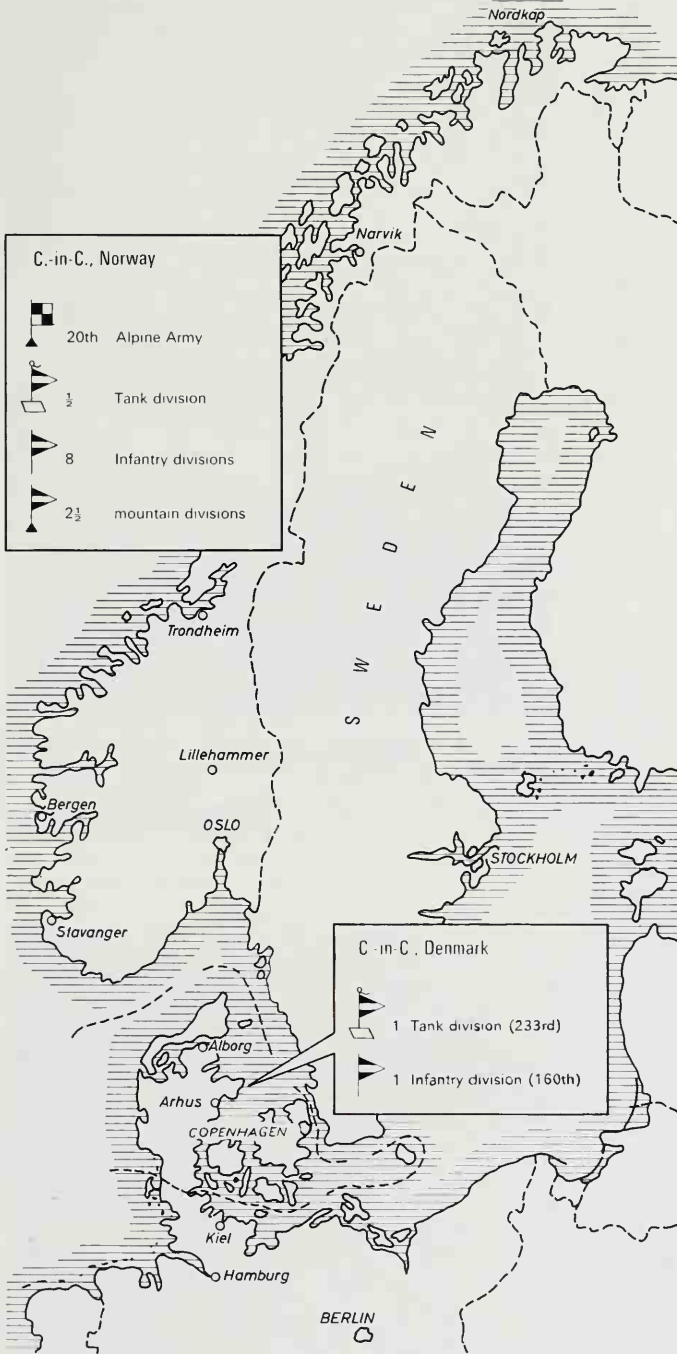 Nordkap
Narvik
C.-in-C., Norway
20th Alpine Army
½ Tank division
8 Infantry divisions
2½ mountain divisions
SWEDEN
Trondheim
Lillehammer
Bergen
OSLO
STOCKHOLM
Stavanger
C.-in-C., Denmark
1 Tank division (233rd)
1 Infantry division (160th)
Alborg
Arhus
COPENHAGEN
Kiel
Hamburg
BERLIN